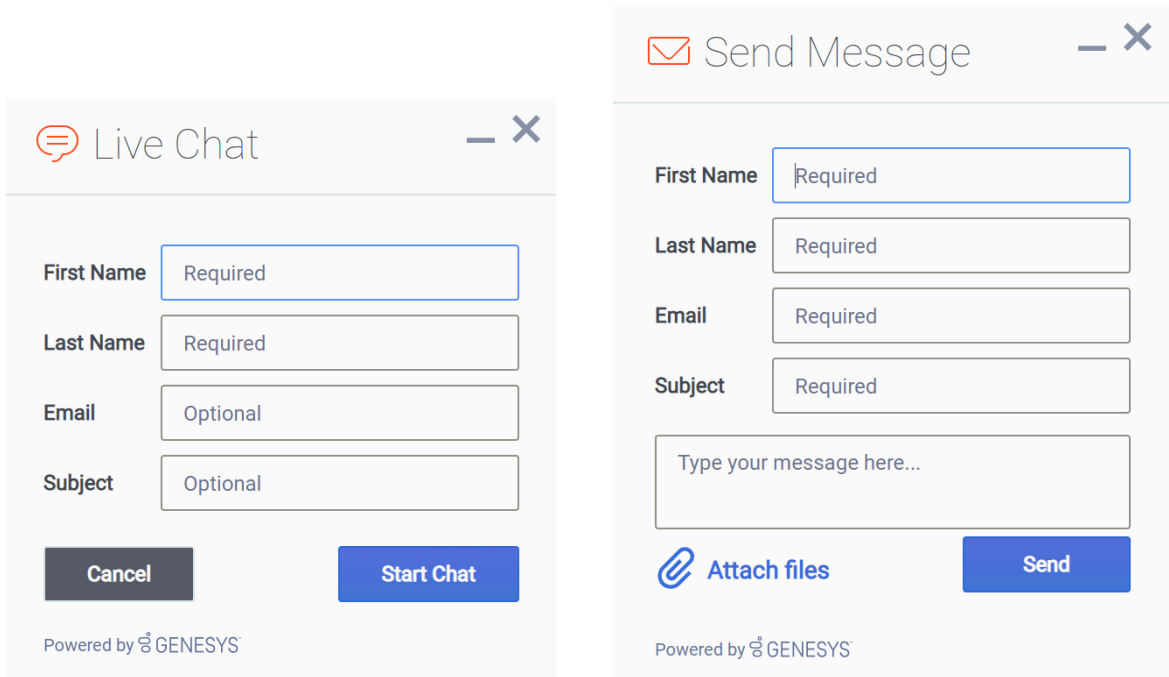 Live Chat
First Name Required
Last Name Required
Email Optional
Subject Optional
Cancel Start Chat
Powered by GENESYS
Send Message
First Name Required
Last Name Required
Email Required
Subject Required
Type your message here...
Attach files Send
Powered by GENESYS